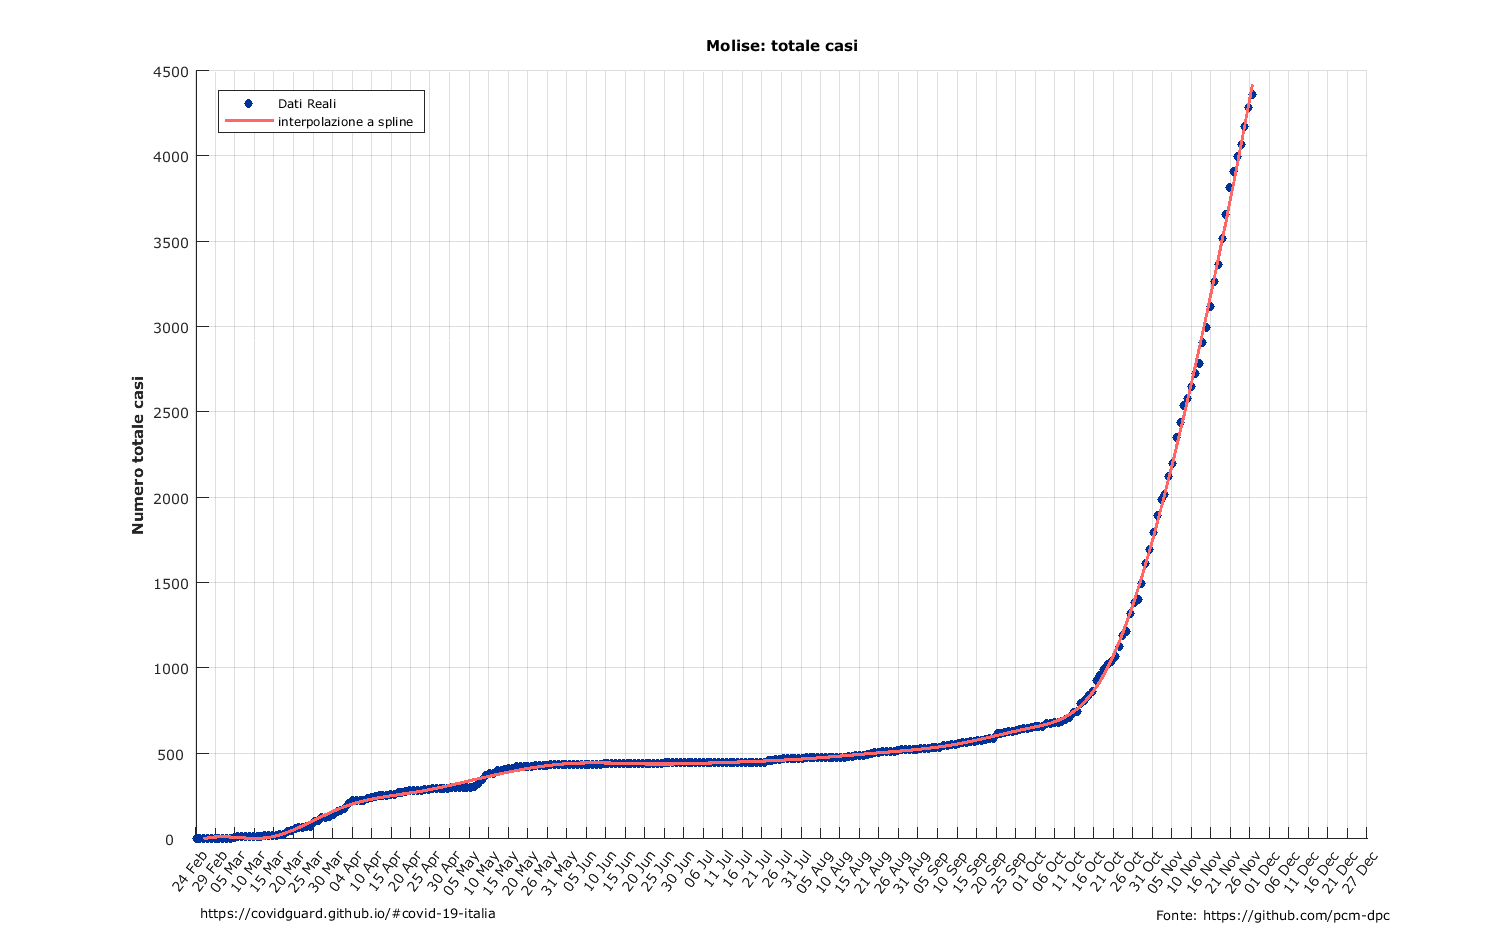 Molise: totale casi
4500
4000
3500
3000
2500
2000
1500
1000
500
0
Numero totale casi
Dati Reali
interpolazione a spline
24 Feb
29 Feb
05 Mar
10 Mar
15 Mar
20 Mar
25 Mar
30 Mar
04 Apr
10 Apr
15 Apr
20 Apr
25 Apr
30 Apr
05 May
10 May
15 May
20 May
26 May
31 May
05 Jun
10 Jun
15 Jun
20 Jun
25 Jun
30 Jun
06 Jul
11 Jul
16 Jul
21 Jul
26 Jul
31 Jul
05 Aug
10 Aug
15 Aug
21 Aug
26 Aug
31 Aug
05 Sep
10 Sep
15 Sep
20 Sep
25 Sep
01 Oct
06 Oct
11 Oct
16 Oct
21 Oct
26 Oct
31 Oct
05 Nov
10 Nov
16 Nov
21 Nov
26 Nov
01 Dec
06 Dec
11 Dec
16 Dec
21 Dec
27 Dec
https://covidguard.github.io/#covid-19-italia
Fonte: https://github.com/pcm-dpc